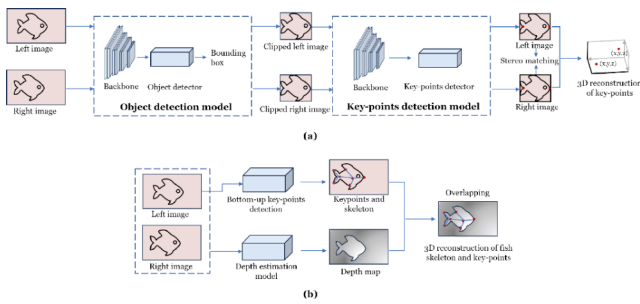 Left image
Right image
Backbone
Object detector
Bounding
box
Object detection model
Clipped left image
Clipped right image
Backbone
Key-points detector
Key-points detection model
Left image
Stereo matching
Right image
(x,y,z)
(x,y,z)
3D reconstruction
of key-points
(a)
Left image
Right image
Bottom-up key-points
detection
Depth estimation
model
Keypoints and
skeleton
Depth map
Overlapping
3D reconstruction of fish
skeleton and key-points
(b)